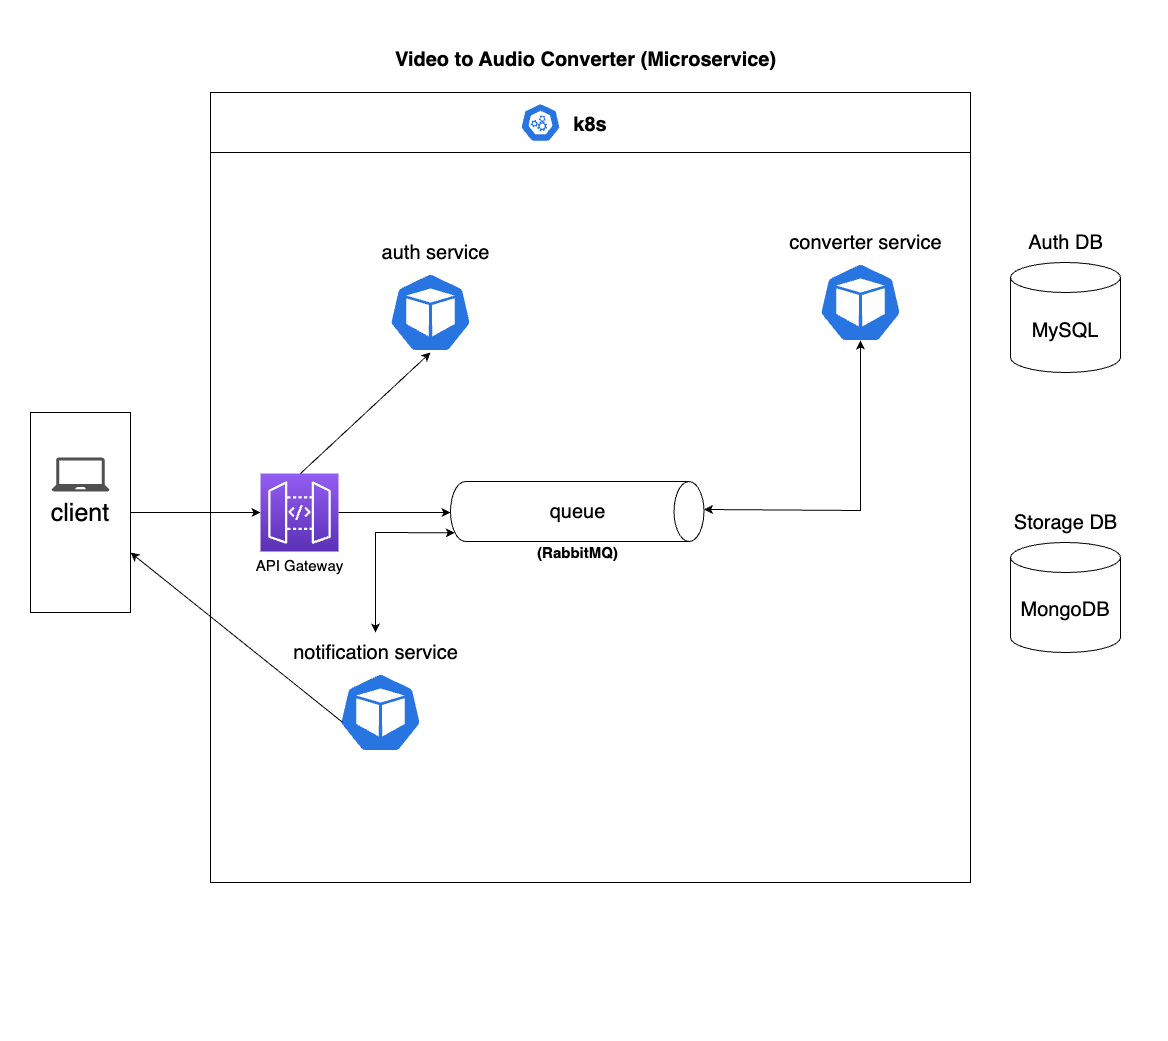 Video to Audio Converter (Microservice)
k8s
auth service
converter service
Auth DB
MySQL
client
</>
API Gateway
queue
(RabbitMQ)
Storage DB
MongoDB
notification service